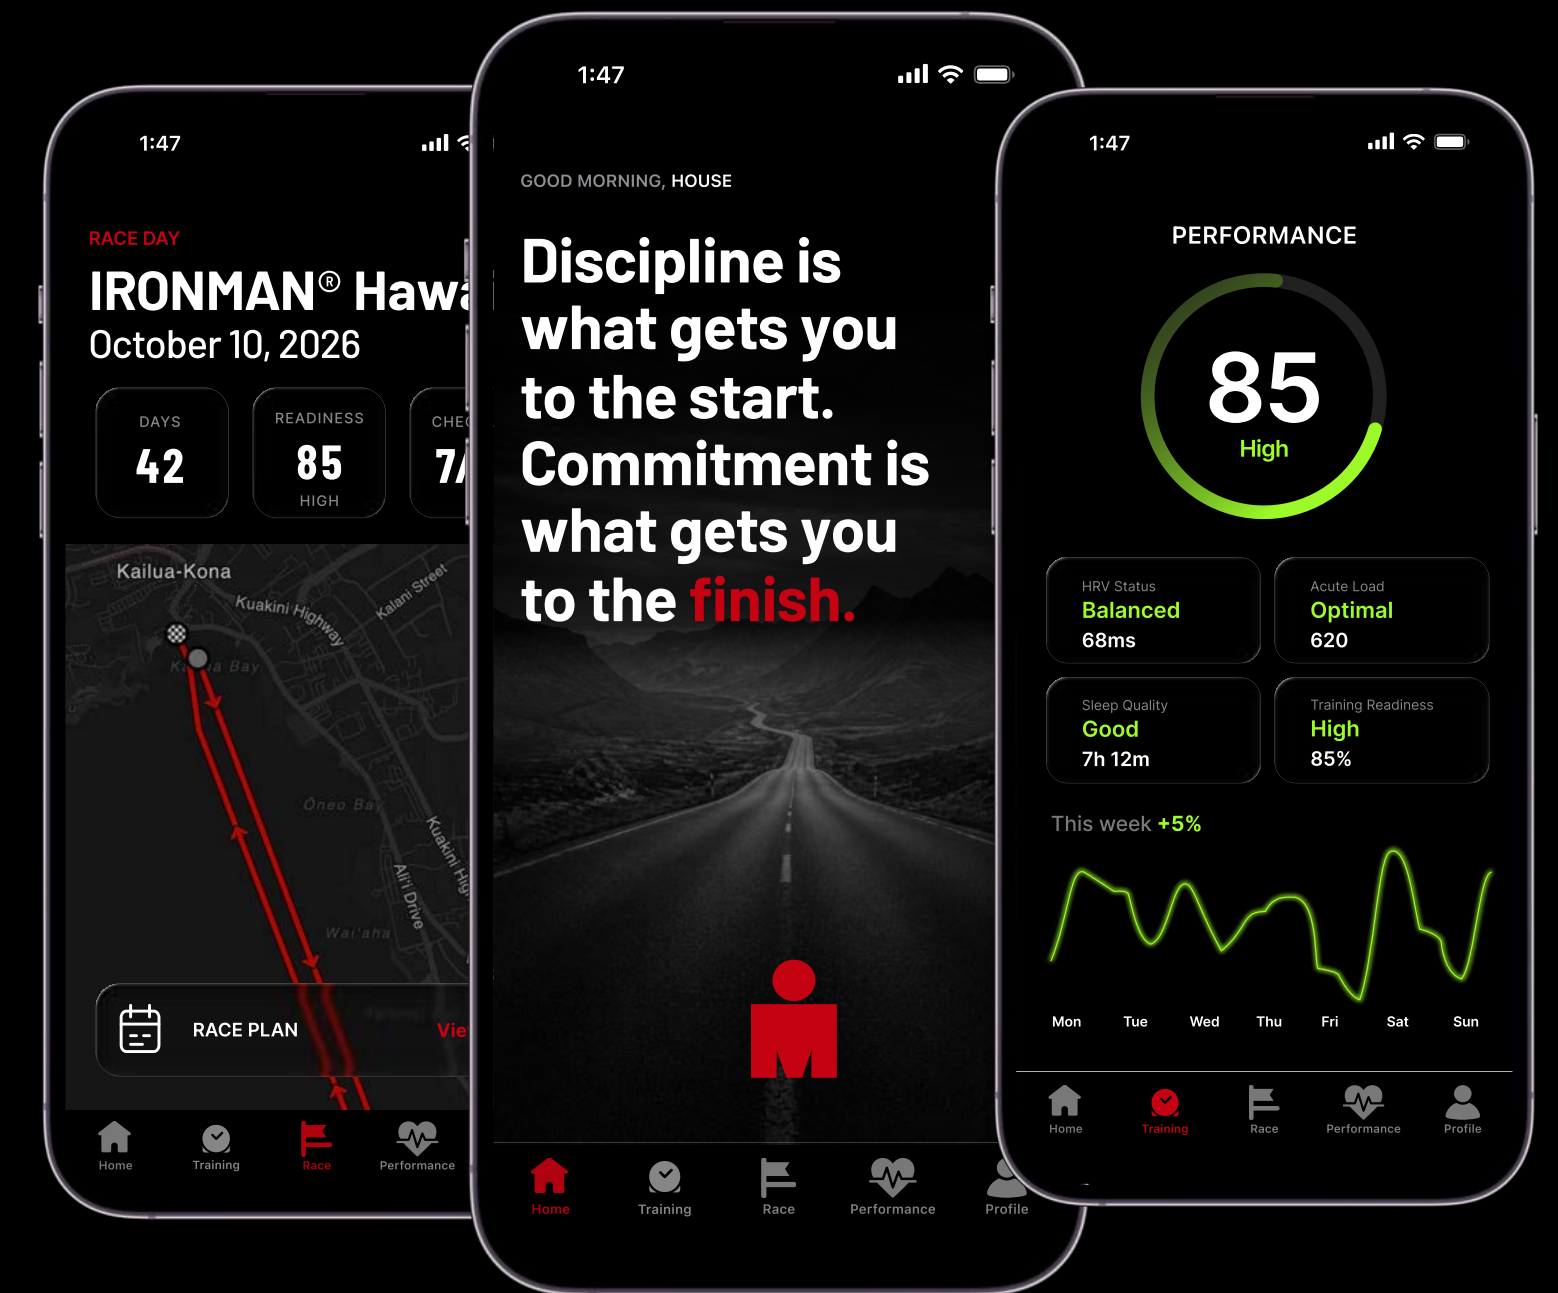 1:47
RACE DAY
IRONMAN® Hawa
October 10, 2026
DAYS
42
READINESS
85
HIGH
CHEC
7/
Kailua-Kona
Kuakini Highway
Kalani Street
Bay
Ōneo Bay
Kuakini Hig
Ali'i Drive
Wai'aha
RACE PLAN
Vie
Home
Training
Race
Performance
1:47
GOOD MORNING, HOUSE
Discipline is
what gets you
to the start.
Commitment is
what gets you
to the finish.
Home
Training
Race
Performance
Profile
1:47
PERFORMANCE
85
High
HRV Status
Balanced
68ms
Acute Load
Optimal
620
Sleep Quality
Good
7h 12m
Training Readiness
High
85%
This week +5%
Mon Tue Wed Thu Fri Sat Sun
Home
Training
Race
Performance
Profile